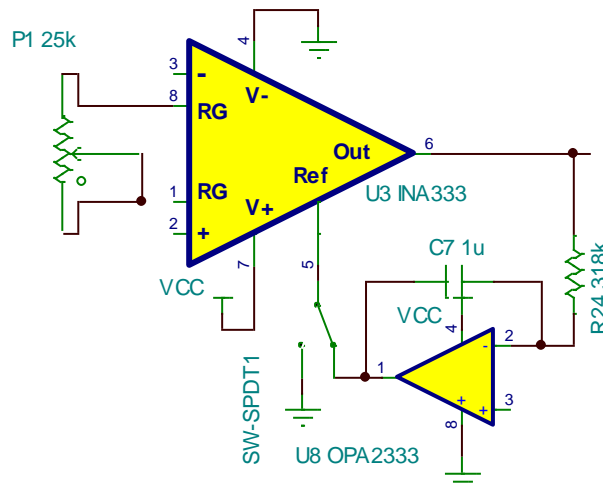 P1 25k
4
3
-
V-
8
RG
6
Out
Ref
1
RG
U3 INA333
V+
2
+
7
5
C7 1u
VCC
R24 318k
VCC
4
2
-
1
3
+
+
8
SW-SPDT1
U8 OPA2333